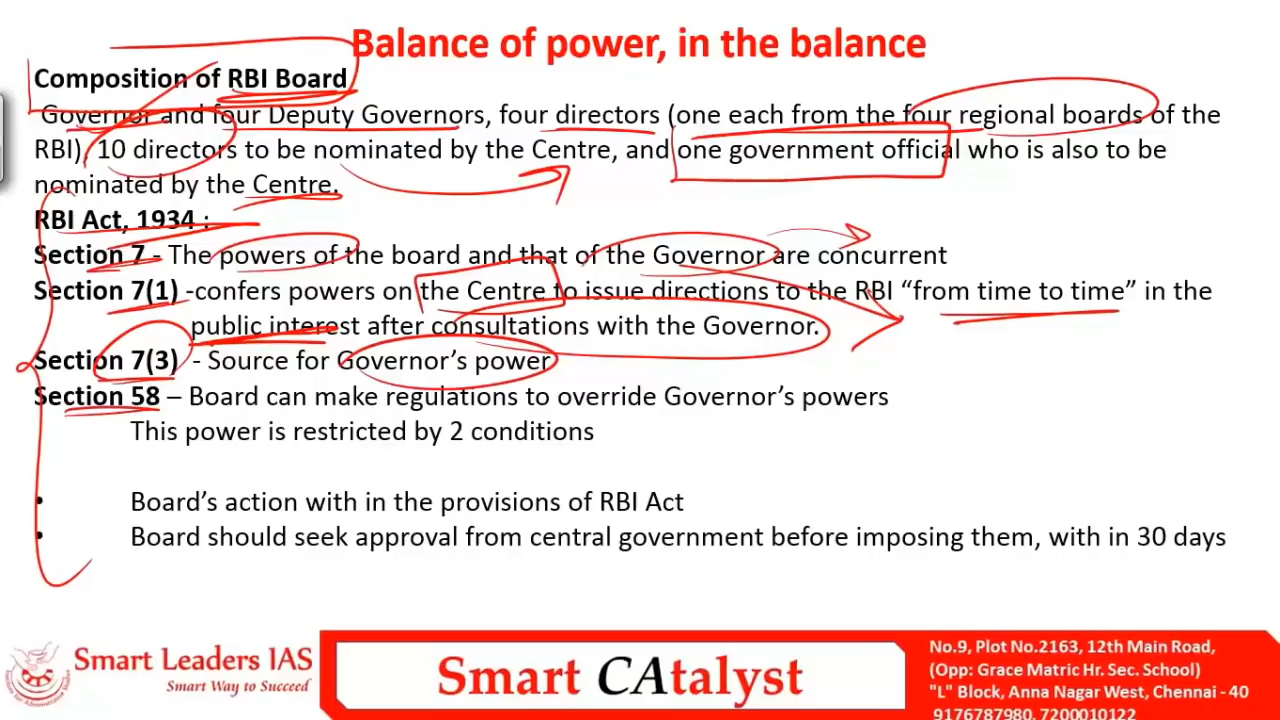 Balance of power, in the balance
Composition of RBI Board
Governor and four Deputy Governors, four directors (one each from the four regional boards of the
RBI), 10 directors to be nominated by the Centre, and one government official who is also to be
nominated by the Centre.
RBI Act, 1934 :
Section 7 - The powers of the board and that of the Governor are concurrent
Section 7(1) -confers powers on the Centre to issue directions to the RBI “from time to time” in the
public interest after consultations with the Governor.
Section 7(3) - Source for Governor’s power
Section 58 – Board can make regulations to override Governor’s powers
This power is restricted by 2 conditions
• Board’s action with in the provisions of RBI Act
• Board should seek approval from central government before imposing them, with in 30 days
Smart Leaders IAS
Smart Way to Succeed
Smart CAtalyst
No.9, Plot No.2163, 12th Main Road,
(Opp: Grace Matric Hr. Sec. School)
"L" Block, Anna Nagar West, Chennai - 40
9176787980, 7200010122